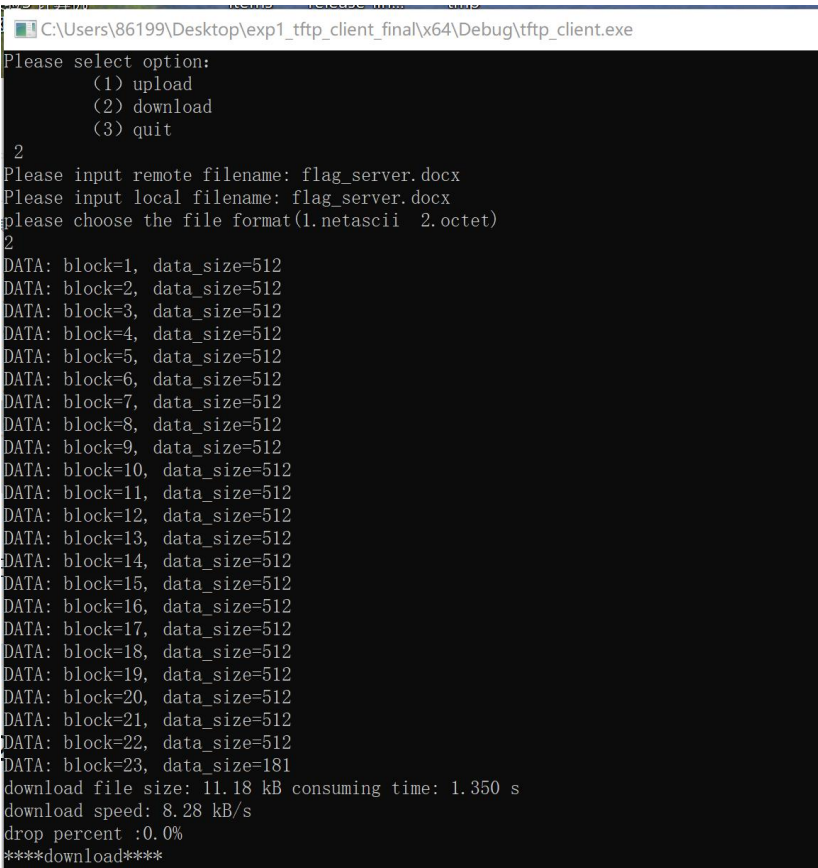 C:\Users\86199\Desktop\exp1_tftp_client_final\x64\Debug\tftp_client.exe
Please select option:
(1) upload
(2) download
(3) quit
2
Please input remote filename: flag_server.docx
Please input local filename: flag_server.docx
please choose the file format(1.netascii 2.octet)
2
DATA: block=1, data_size=512
DATA: block=2, data_size=512
DATA: block=3, data_size=512
DATA: block=4, data_size=512
DATA: block=5, data_size=512
DATA: block=6, data_size=512
DATA: block=7, data_size=512
DATA: block=8, data_size=512
DATA: block=9, data_size=512
DATA: block=10, data_size=512
DATA: block=11, data_size=512
DATA: block=12, data_size=512
DATA: block=13, data_size=512
DATA: block=14, data_size=512
DATA: block=15, data_size=512
DATA: block=16, data_size=512
DATA: block=17, data_size=512
DATA: block=18, data_size=512
DATA: block=19, data_size=512
DATA: block=20, data_size=512
DATA: block=21, data_size=512
DATA: block=22, data_size=512
DATA: block=23, data_size=181
download file size: 11.18 kB consuming time: 1.350 s
download speed: 8.28 kB/s
drop percent :0.0%
****download****